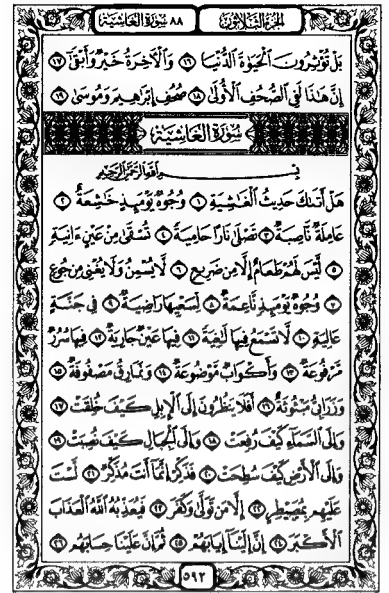 الجزء الثلاثون
٨٨ سورة الغاشية
بَلْ تُؤْثِرُونَ الْحَيَوٰةَ الدُّنْيَا ١٦ وَالْآخِرَةُ خَيْرٌ وَأَبْقَىٰ ١٧
إِنَّ هَٰذَا لَفِي الصُّحُفِ الْأُولَىٰ ١٨ صُحُفِ إِبْرَٰهِيمَ وَمُوسَىٰ ١٩
سورة الغاشية
بِسْمِ اللَّهِ الرَّحْمَٰنِ الرَّحِيمِ
هَلْ أَتَىٰكَ حَدِيثُ الْغَٰشِيَةِ ١ وُجُوهٌ يَوْمَئِذٍ خَٰشِعَةٌ ٢
عَامِلَةٌ نَّاصِبَةٌ ٣ تَصْلَىٰ نَارًا حَامِيَةً ٤ تُسْقَىٰ مِنْ عَيْنٍ ءَانِيَةٍ
٥ لَّيْسَ لَهُمْ طَعَامٌ إِلَّا مِن ضَرِيعٍ ٦ لَّا يُسْمِنُ وَلَا يُغْنِي مِن جُوعٍ
٧ وُجُوهٌ يَوْمَئِذٍ نَّاعِمَةٌ ٨ لِّسَعْيِهَا رَاضِيَةٌ ٩ فِي جَنَّةٍ
عَالِيَةٍ ١٠ لَّا تَسْمَعُ فِيهَا لَٰغِيَةً ١١ فِيهَا عَيْنٌ جَارِيَةٌ ١٢ فِيهَا سُرُرٌ
مَّرْفُوعَةٌ ١٣ وَأَكْوَابٌ مَّوْضُوعَةٌ ١٤ وَنَمَارِقُ مَصْفُوفَةٌ ١٥
وَزَرَابِيُّ مَبْثُوثَةٌ ١٦ أَفَلَا يَنظُرُونَ إِلَى الْإِبِلِ كَيْفَ خُلِقَتْ ١٧
وَإِلَى السَّمَاءِ كَيْفَ رُفِعَتْ ١٨ وَإِلَى الْجِبَالِ كَيْفَ نُصِبَتْ ١٩
وَإِلَى الْأَرْضِ كَيْفَ سُطِحَتْ ٢٠ فَذَكِّرْ إِنَّمَا أَنتَ مُذَكِّرٌ ٢١ لَّسْتَ
عَلَيْهِم بِمُصَيْطِرٍ ٢٢ إِلَّا مَن تَوَلَّىٰ وَكَفَرَ ٢٣ فَيُعَذِّبُهُ اللَّهُ الْعَذَابَ
الْأَكْبَرَ ٢٤ إِنَّ إِلَيْنَا إِيَابَهُمْ ٢٥ ثُمَّ إِنَّ عَلَيْنَا حِسَابَهُم ٢٦
٥٩٢